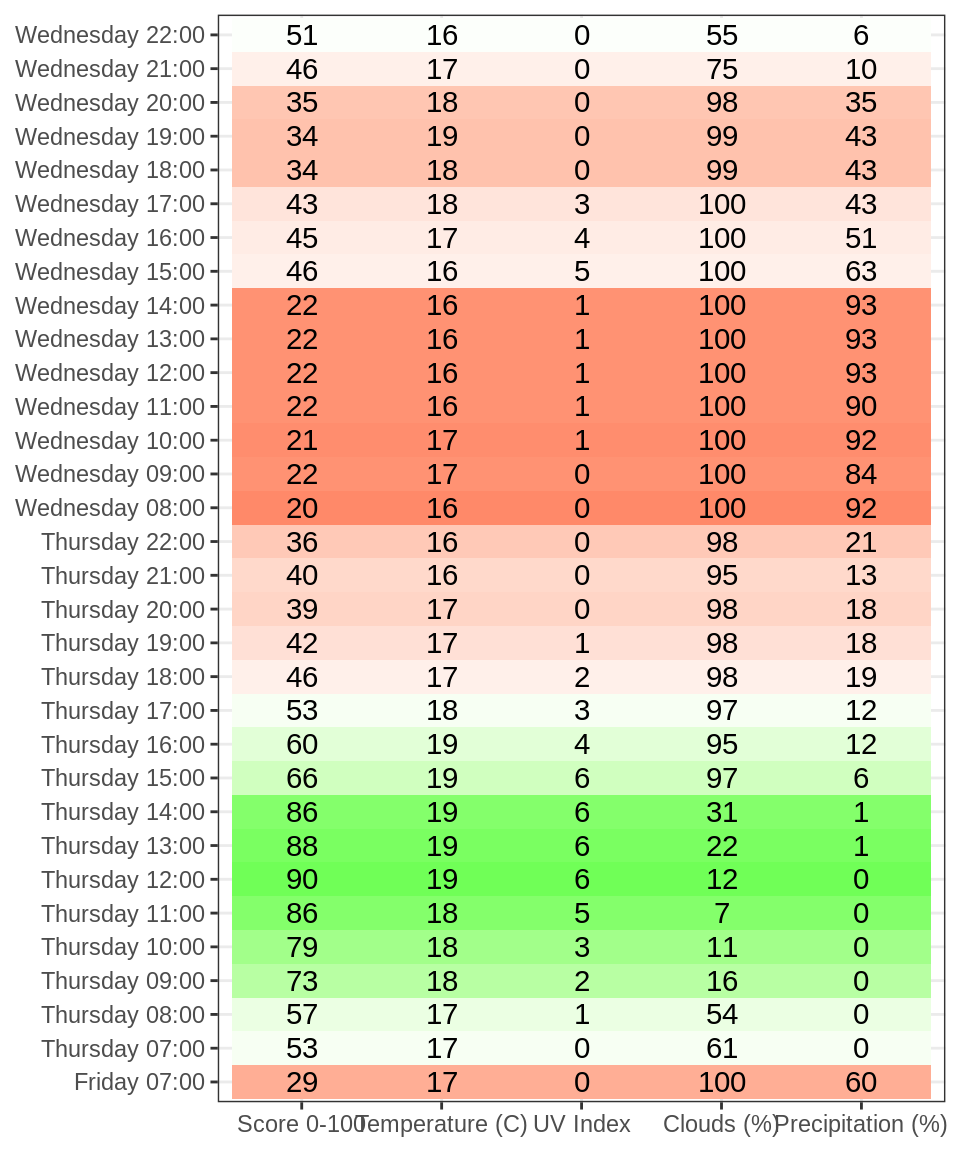 Wednesday 22:00 51 16 0 55 6
Wednesday 21:00 46 17 0 75 10
Wednesday 20:00 35 18 0 98 35
Wednesday 19:00 34 19 0 99 43
Wednesday 18:00 34 18 0 99 43
Wednesday 17:00 43 18 3 100 43
Wednesday 16:00 45 17 4 100 51
Wednesday 15:00 46 16 5 100 63
Wednesday 14:00 22 16 1 100 93
Wednesday 13:00 22 16 1 100 93
Wednesday 12:00 22 16 1 100 93
Wednesday 11:00 22 16 1 100 90
Wednesday 10:00 21 17 1 100 92
Wednesday 09:00 22 17 0 100 84
Wednesday 08:00 20 16 0 100 92
Thursday 22:00 36 16 0 98 21
Thursday 21:00 40 16 0 95 13
Thursday 20:00 39 17 0 98 18
Thursday 19:00 42 17 1 98 18
Thursday 18:00 46 17 2 98 19
Thursday 17:00 53 18 3 97 12
Thursday 16:00 60 19 4 95 12
Thursday 15:00 66 19 6 97 6
Thursday 14:00 86 19 6 31 1
Thursday 13:00 88 19 6 22 1
Thursday 12:00 90 19 6 12 0
Thursday 11:00 86 18 5 7 0
Thursday 10:00 79 18 3 11 0
Thursday 09:00 73 18 2 16 0
Thursday 08:00 57 17 1 54 0
Thursday 07:00 53 17 0 61 0
Friday 07:00 29 17 0 100 60
Score 0-100 Temperature (C) UV Index Clouds (%) Precipitation (%)